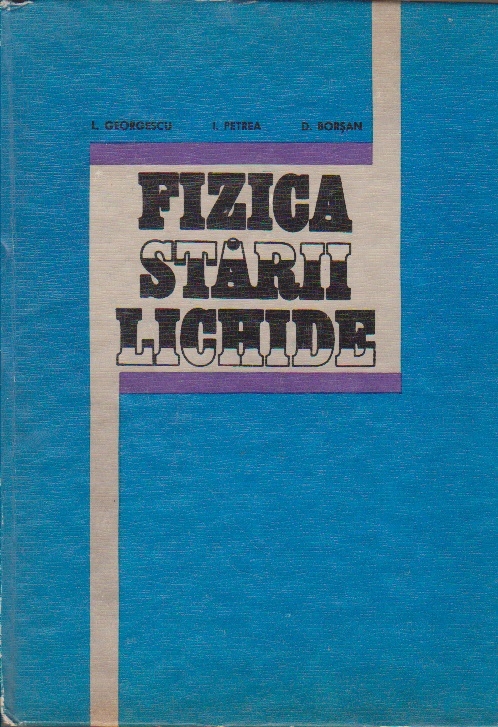 L. GEORGESCU I. PETREA D. BORȘAN
FIZICA
STĂRII
LICHIDE